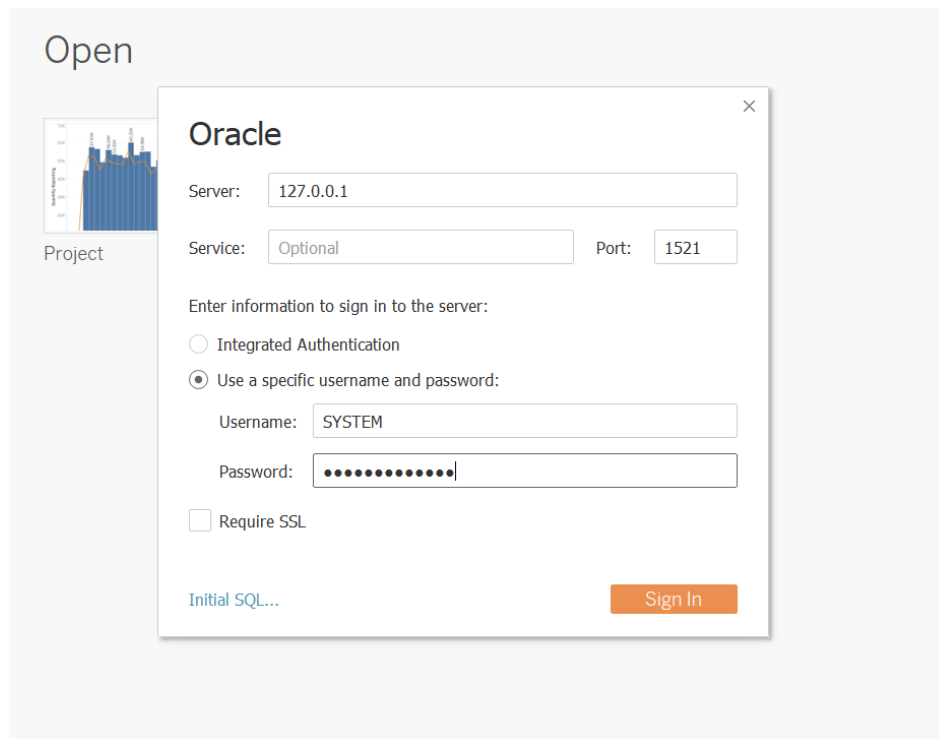 Open
Oracle
Server: 127.0.0.1
Service: Optional Port: 1521
Project
Enter information to sign in to the server:
Integrated Authentication
Use a specific username and password:
Username: SYSTEM
Password: ●●●●●●●●●●●●●
Require SSL
Initial SQL... Sign In